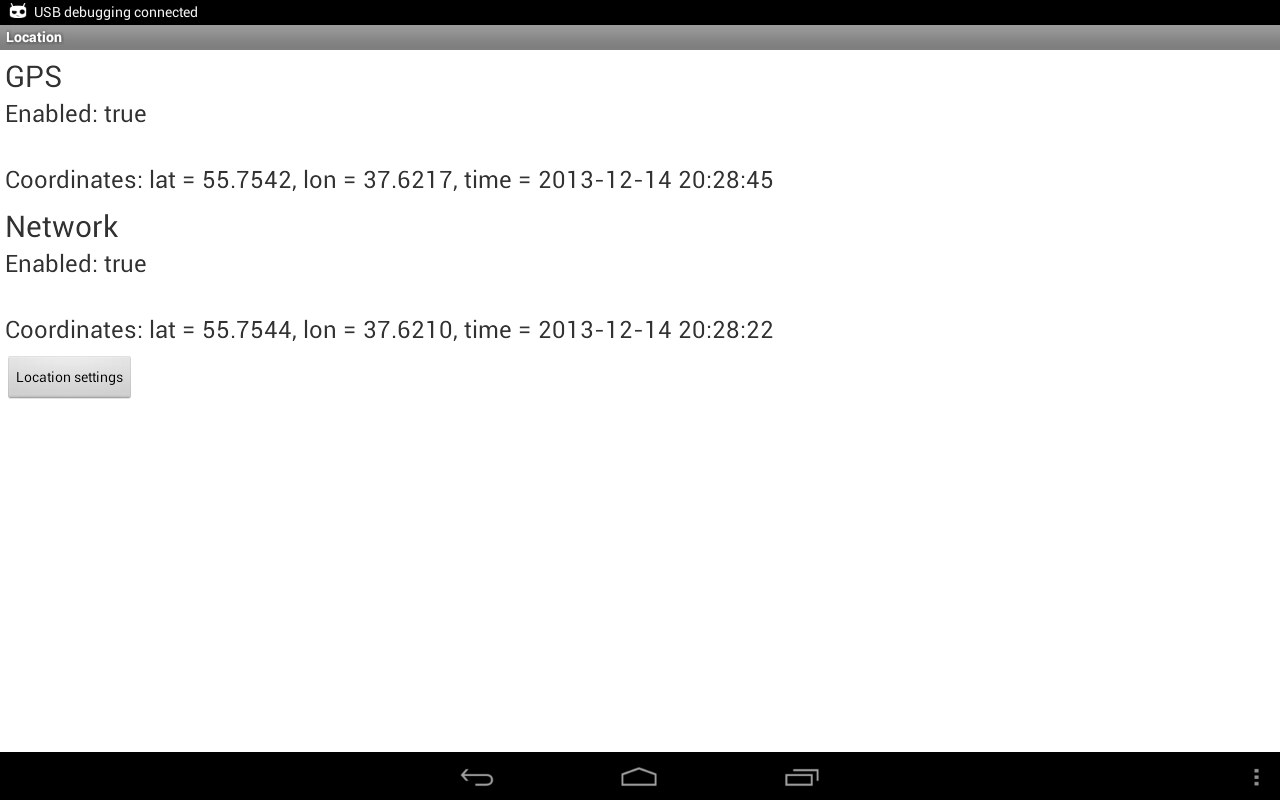 USB debugging connected
Location
GPS
Enabled: true
Coordinates: lat = 55.7542, lon = 37.6217, time = 2013-12-14 20:28:45
Network
Enabled: true
Coordinates: lat = 55.7544, lon = 37.6210, time = 2013-12-14 20:28:22
Location settings